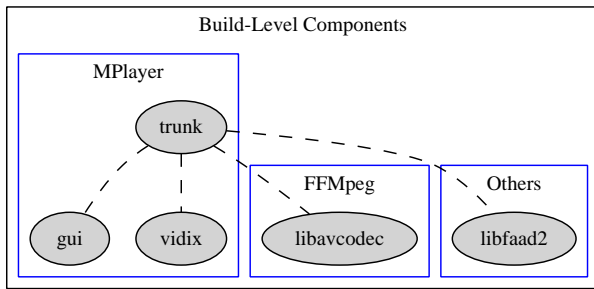 Build-Level Components
MPlayer
trunk
FFMpeg
Others
gui
vidix
libavcodec
libfaad2